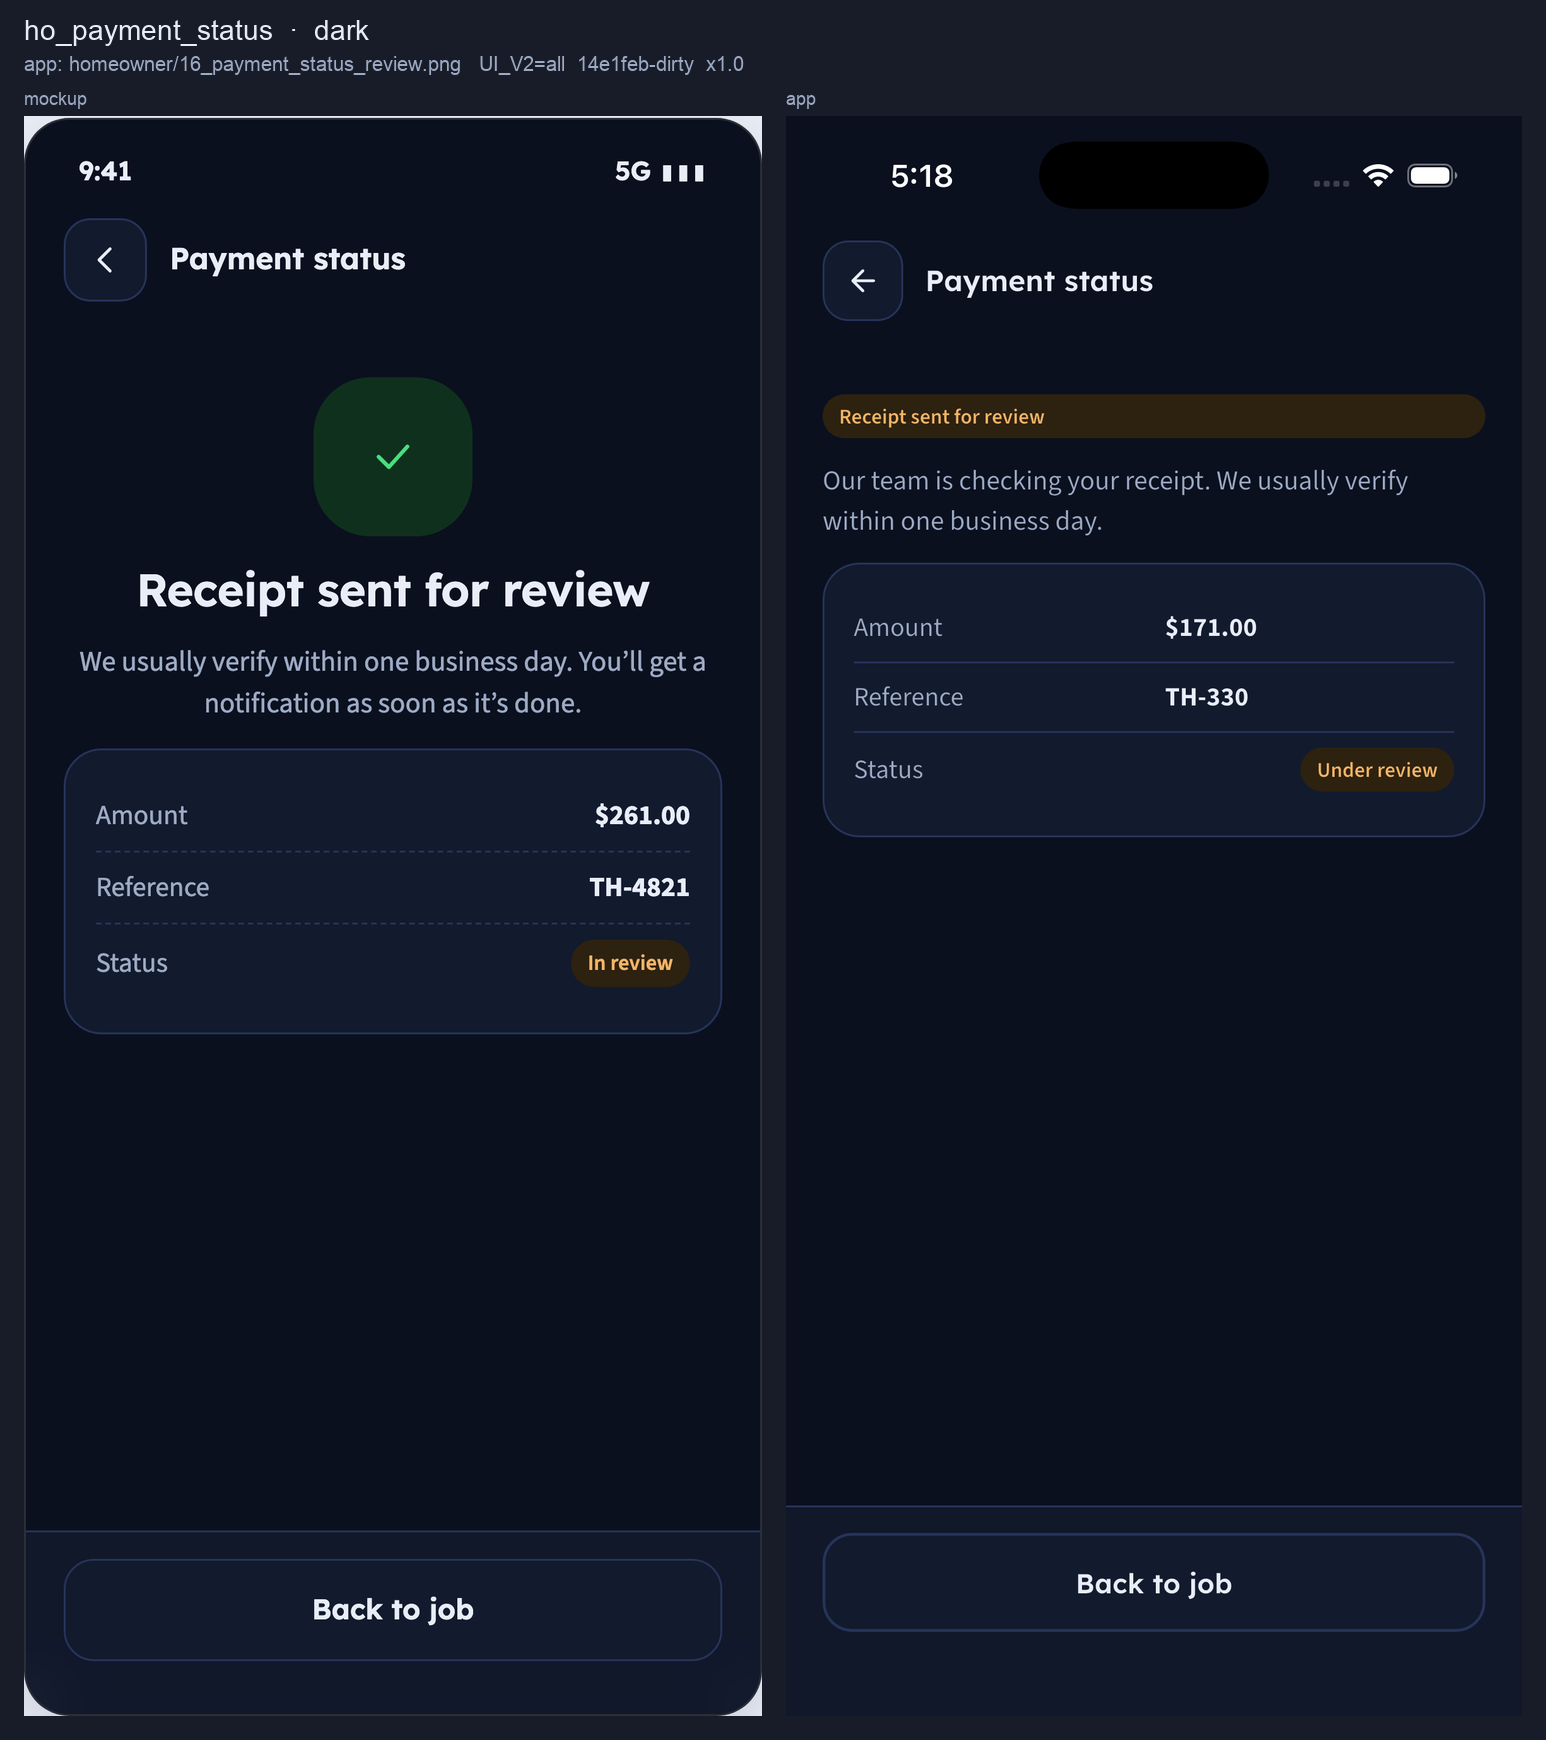 ho_payment_status · dark
app: homeowner/16_payment_status_review.png UI_V2=all 14e1feb-dirty x1.0
mockup
9:41
5G
Payment status
Receipt sent for review
We usually verify within one business day. You’ll get a
notification as soon as it’s done.
Amount $261.00
Reference TH-4821
Status In review
Back to job
app
5:18
Payment status
Receipt sent for review
Our team is checking your receipt. We usually verify
within one business day.
Amount $171.00
Reference TH-330
Status Under review
Back to job